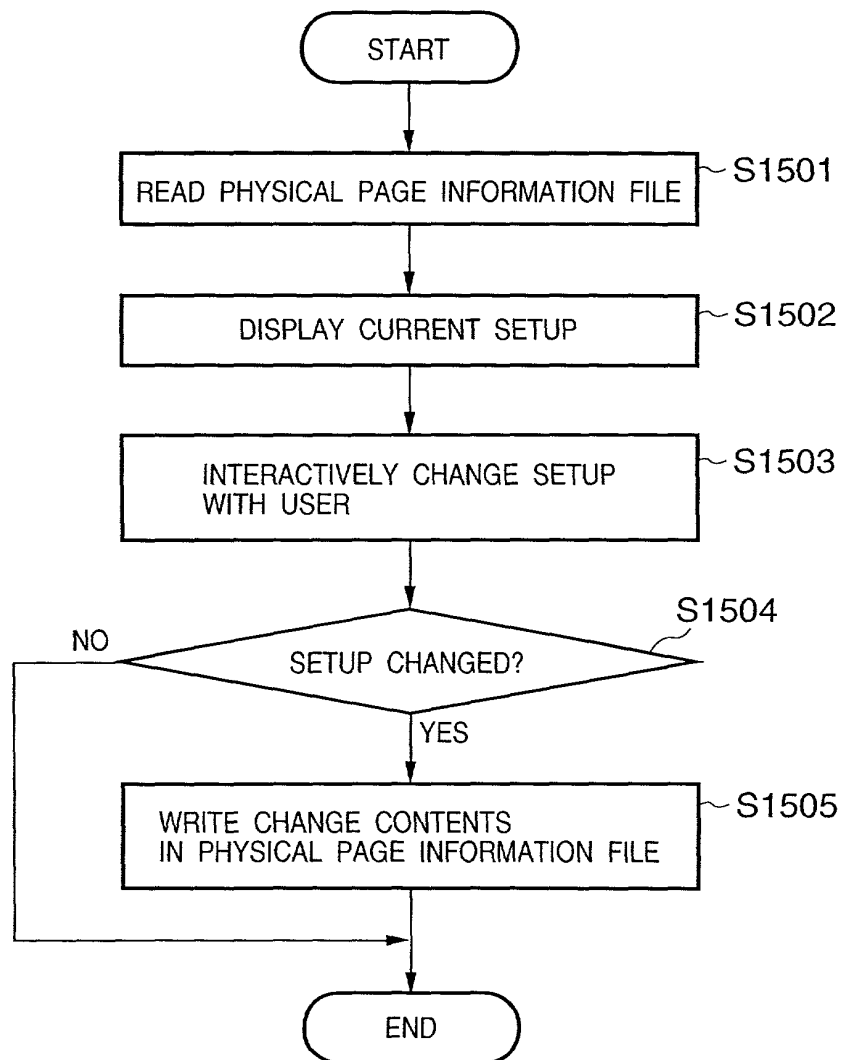 START
READ PHYSICAL PAGE INFORMATION FILE
S1501
DISPLAY CURRENT SETUP
S1502
INTERACTIVELY CHANGE SETUP
WITH USER
S1503
S1504
NO
SETUP CHANGED?
YES
WRITE CHANGE CONTENTS
IN PHYSICAL PAGE INFORMATION FILE
S1505
END